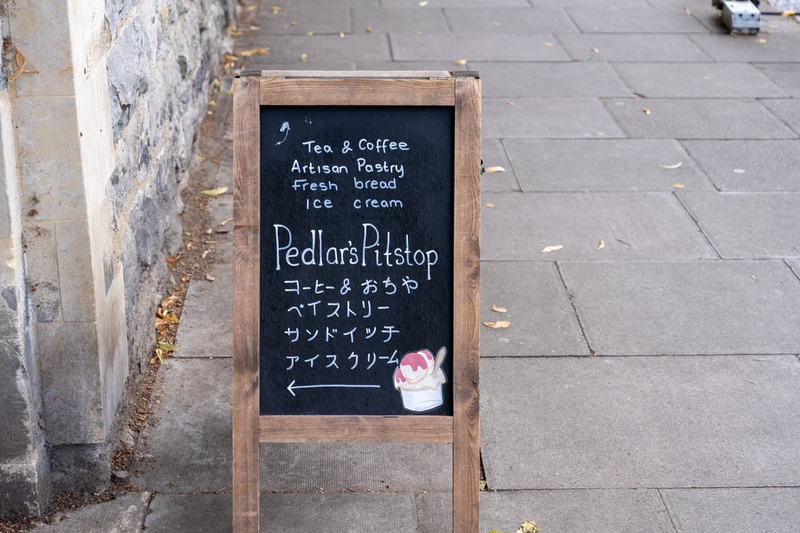 Tea & Coffee
Artisan Pastry
Fresh bread
Ice cream
Pedlar's Pitstop
コーヒー & おちゃ
ペイストリー
サンドイッチ
アイスクリーム